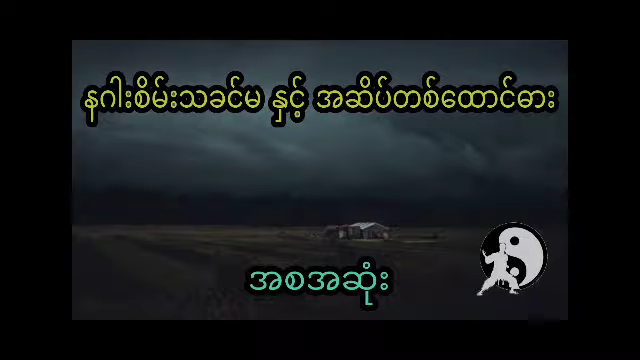 နဂါးစိမ်းသခင်မ နှင့် အဆိပ်တစ်ထောင်ဓား
အစအဆုံး